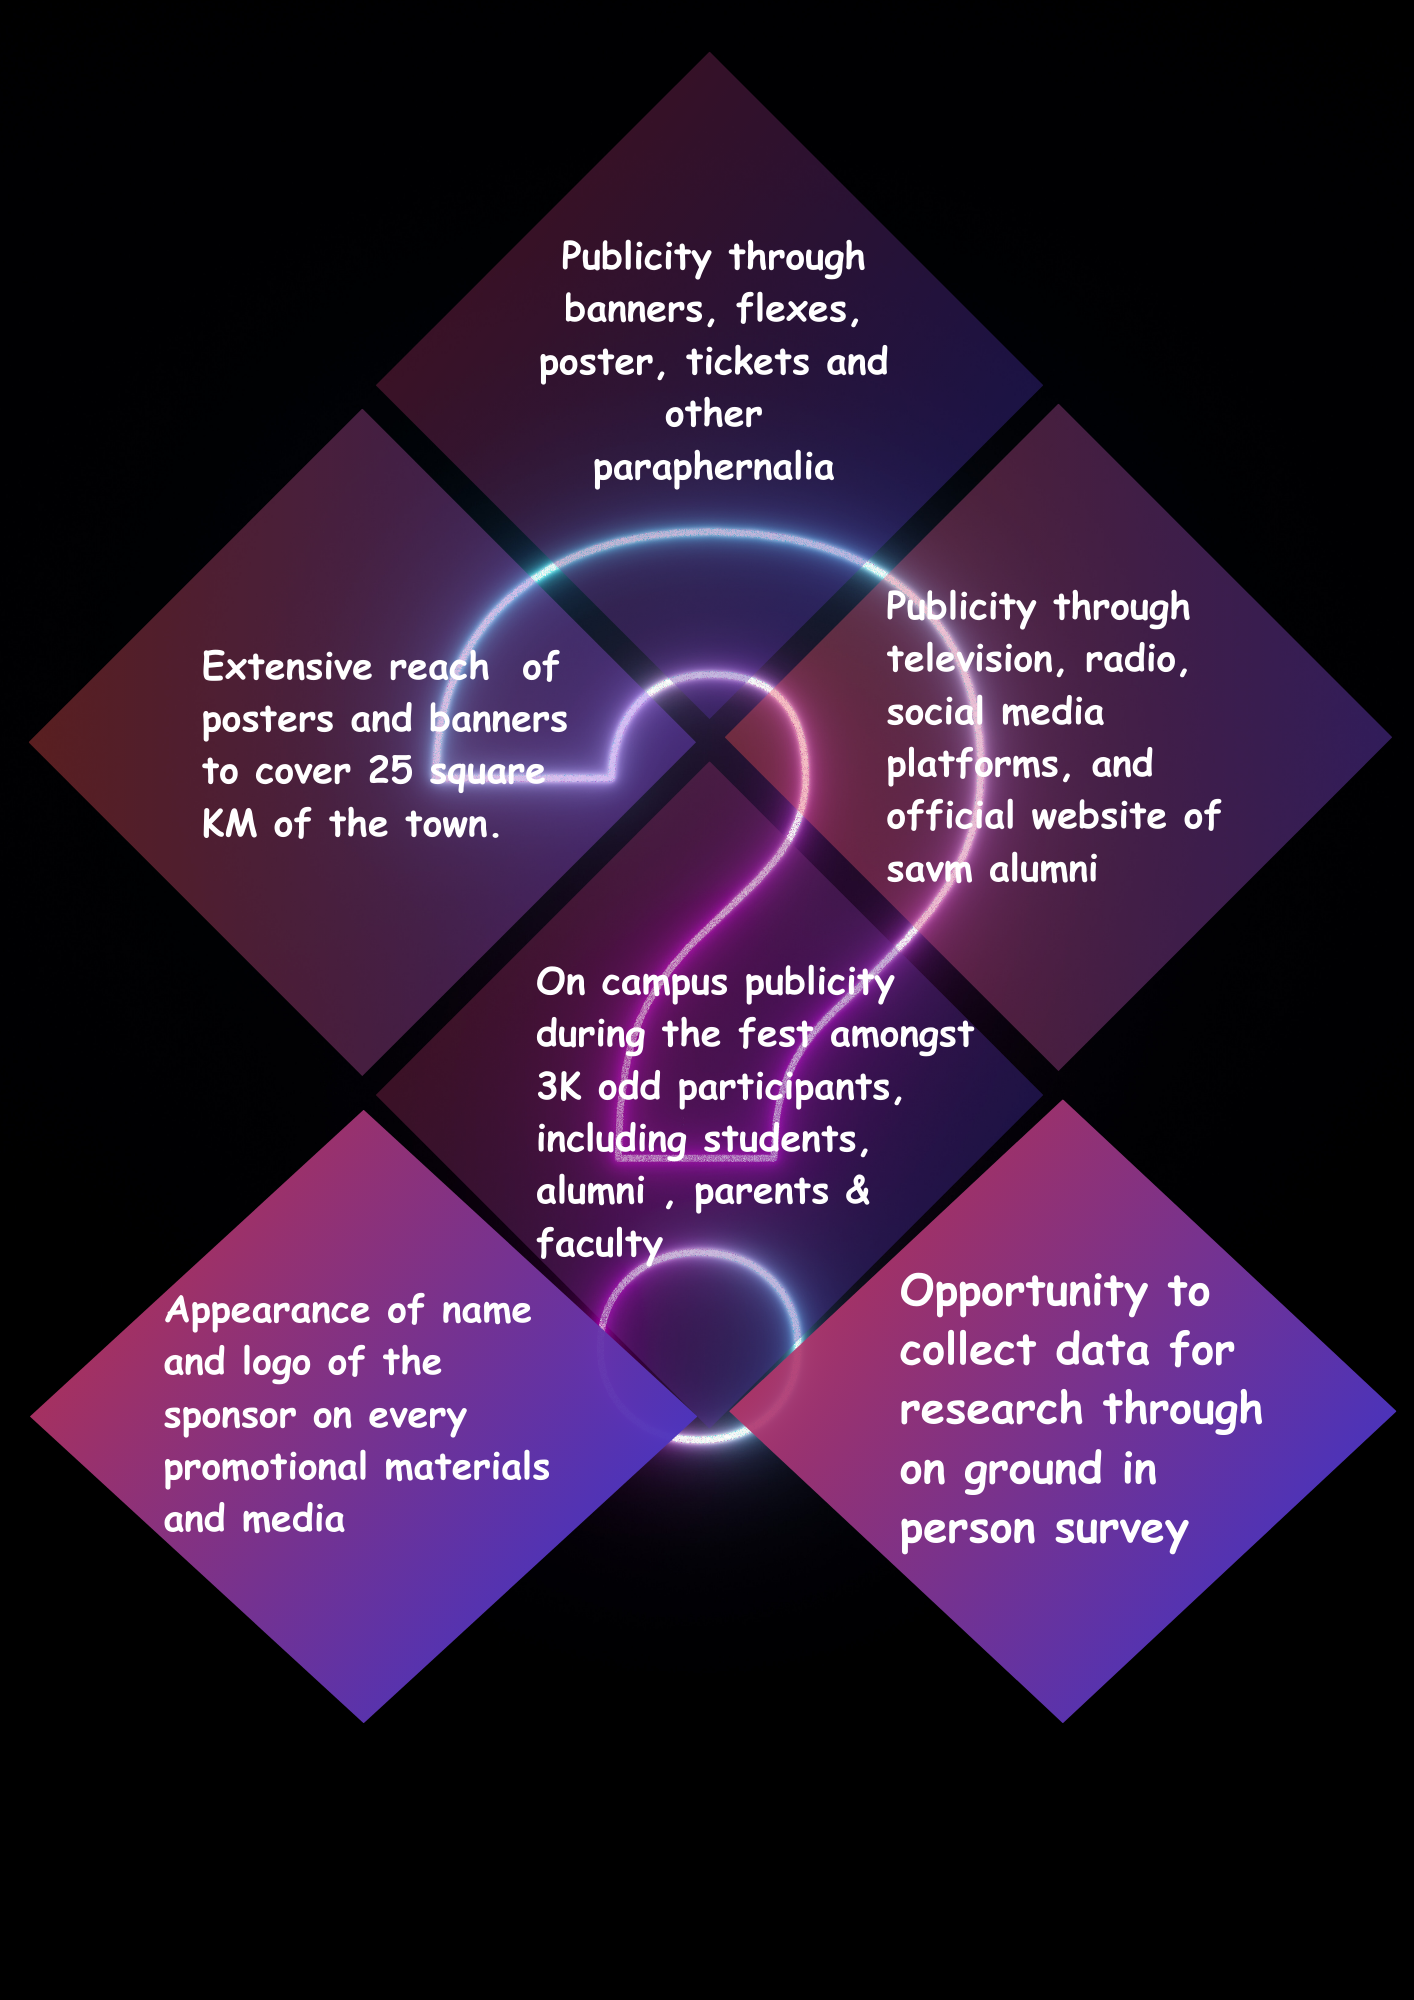 Publicity through
banners, flexes,
poster, tickets and
other
paraphernalia
Extensive reach  of
posters and banners
to cover 25 square
KM of the town.
Publicity through
television, radio,
social media
platforms, and
official website of
savm alumni
On campus publicity
during the fest amongst
3K odd participants,
including students,
alumni , parents &
faculty
Appearance of name
and logo of the
sponsor on every
promotional materials
and media
Opportunity to
collect data for
research through
on ground in
person survey